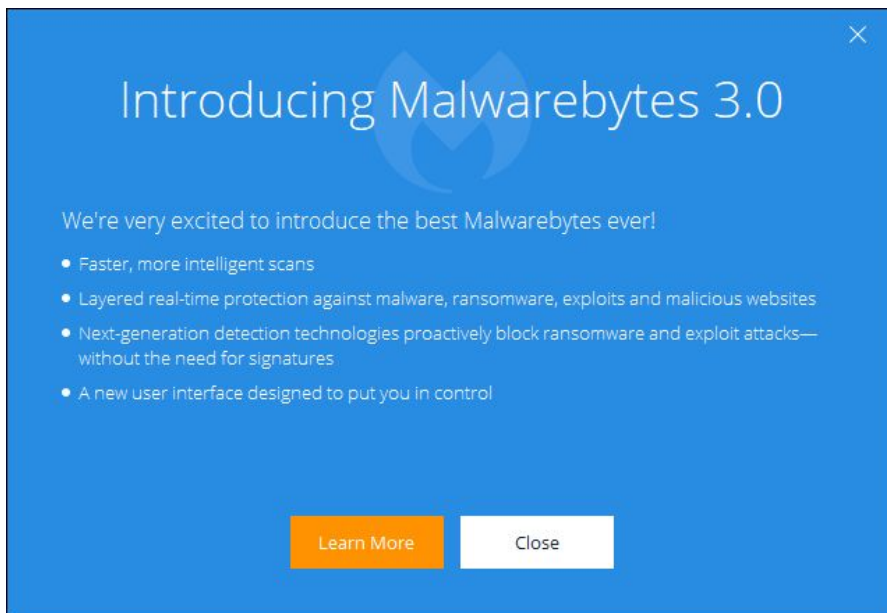 Introducing Malwarebytes 3.0
We're very excited to introduce the best Malwarebytes ever!
Faster, more intelligent scans
Layered real-time protection against malware, ransomware, exploits and malicious websites
Next-generation detection technologies proactively block ransomware and exploit attacks—
without the need for signatures
A new user interface designed to put you in control
Learn More
Close